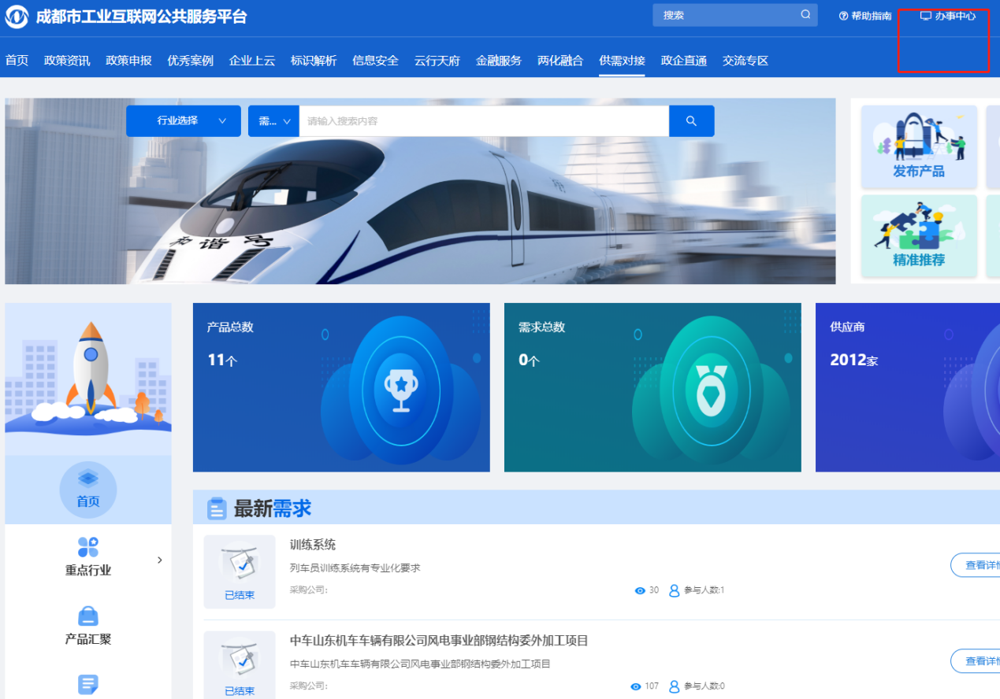 成都市工业互联网公共服务平台
搜索
帮助指南
办事中心
首页 政策资讯 政策申报 优秀案例 企业上云 标识解析 信息安全 云行天府 金融服务 两化融合 供需对接 政企直通 交流专区
行业选择
需...
请输入搜索内容
和谐号
发布产品
精准推荐
产品总数
11个
需求总数
0个
供应商
2012家
首页
重点行业
产品汇聚
最新需求
训练系统
列车员训练系统有专业化要求
采购公司:
30 参与人数:1
已结束
查看详情
中车山东机车车辆有限公司风电事业部钢结构委外加工项目
中车山东机车车辆有限公司风电事业部钢结构委外加工项目
采购公司:
107 参与人数:0
已结束
查看详情